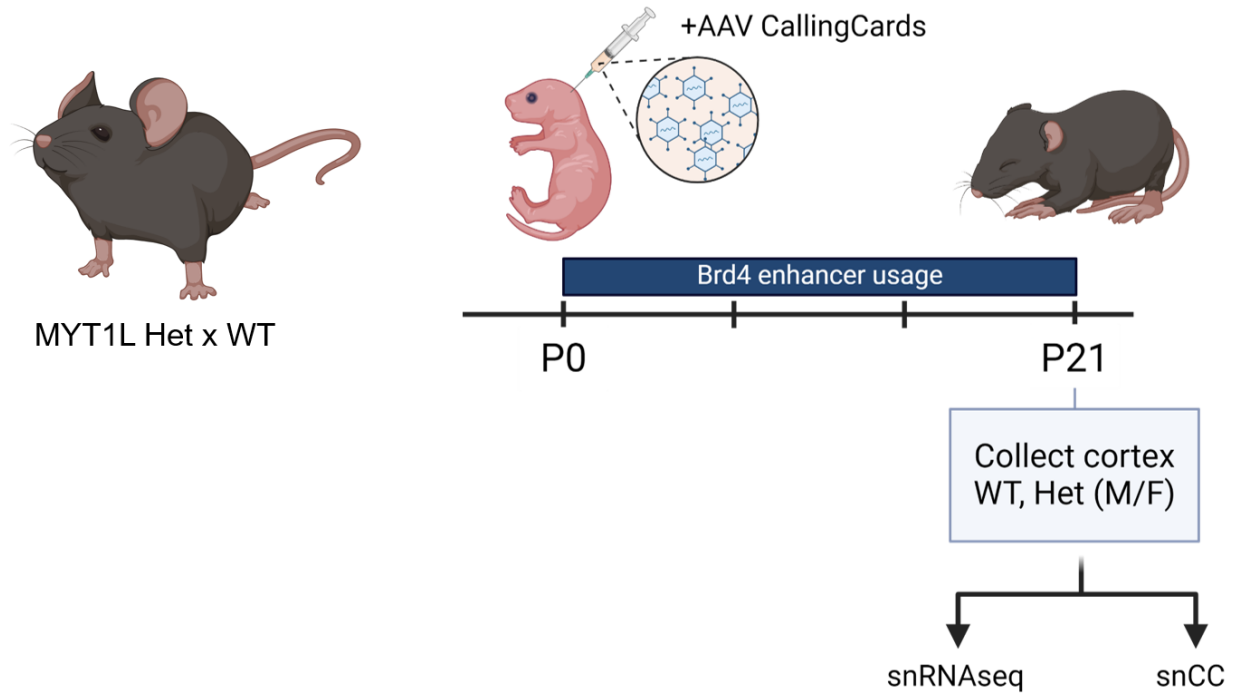 +AAV CallingCards
MYT1L Het x WT
Brd4 enhancer usage
P0
P21
Collect cortex
WT, Het (M/F)
snRNAseq
snCC